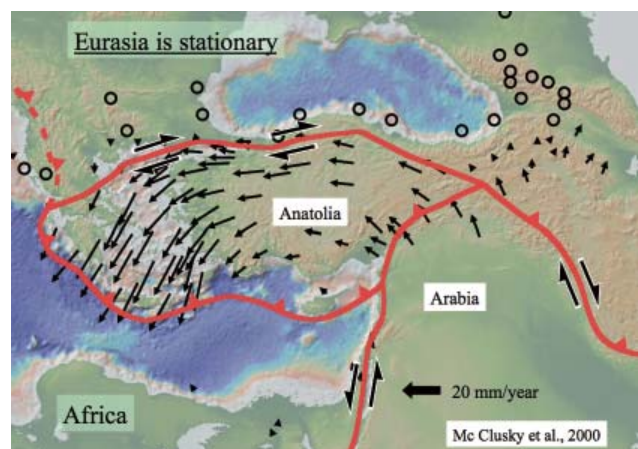 Eurasia is stationary
Anatolia
Arabia
20 mm/year
Africa
Mc Clusky et al., 2000